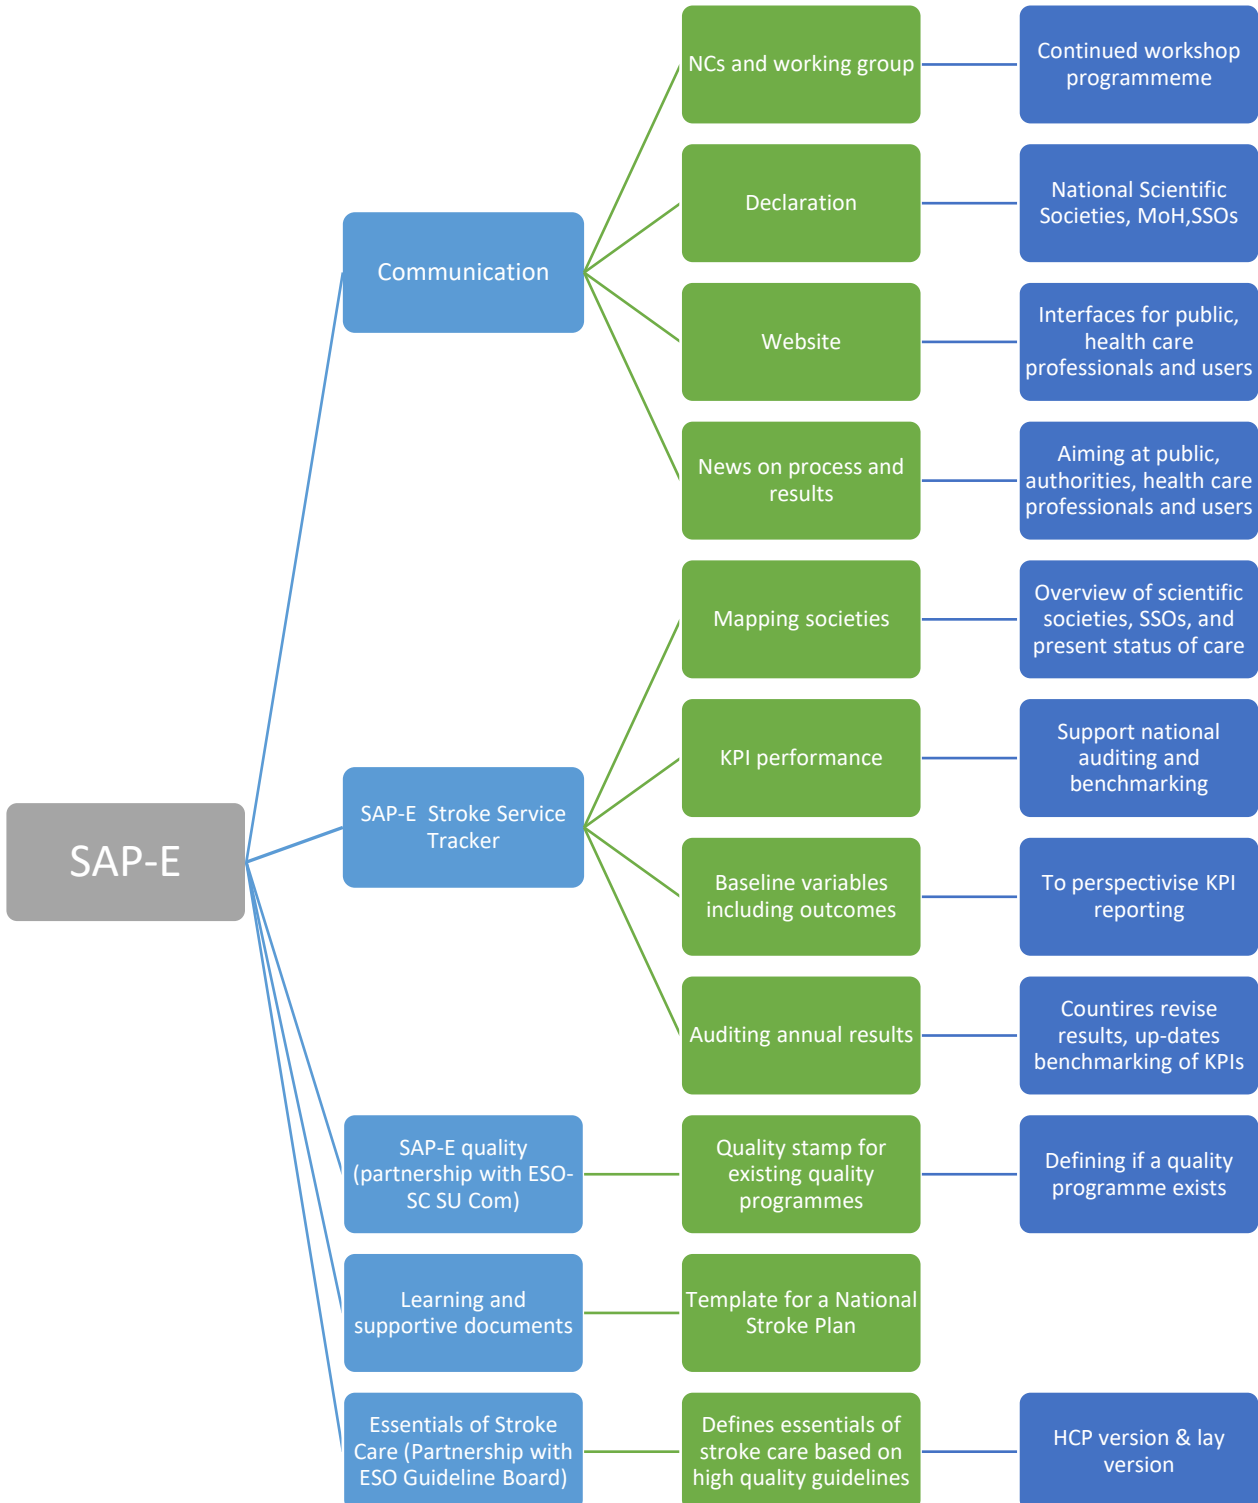 SAP-E
Communication
NCs and working group
Continued workshop
programmeme
Declaration
National Scientific
Societies, MoH,SSOs
Website
Interfaces for public,
health care
professionals and users
News on process and
results
Aiming at public,
authorities, health care
professionals and users
SAP-E  Stroke Service
Tracker
Mapping societies
Overview of scientific
societies, SSOs, and
present status of care
KPI performance
Support national
auditing and
benchmarking
Baseline variables
including outcomes
To perspectivise KPI
reporting
Auditing annual results
Countires revise
results, up-dates
benchmarking of KPIs
SAP-E quality
(partnership with ESO-
SC SU Com)
Quality stamp for
existing quality
programmes
Defining if a quality
programme exists
Learning and
supportive documents
Template for a National
Stroke Plan
Essentials of Stroke
Care (Partnership with
ESO Guideline Board)
Defines essentials of
stroke care based on
high quality guidelines
HCP version & lay
version